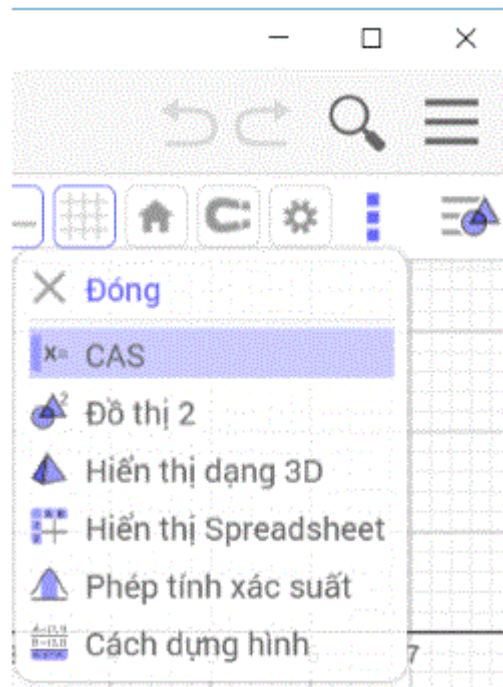 Đóng
x= CAS
Đồ thị 2
Hiển thị dạng 3D
Hiển thị Spreadsheet
Phép tính xác suất
Cách dựng hình
7